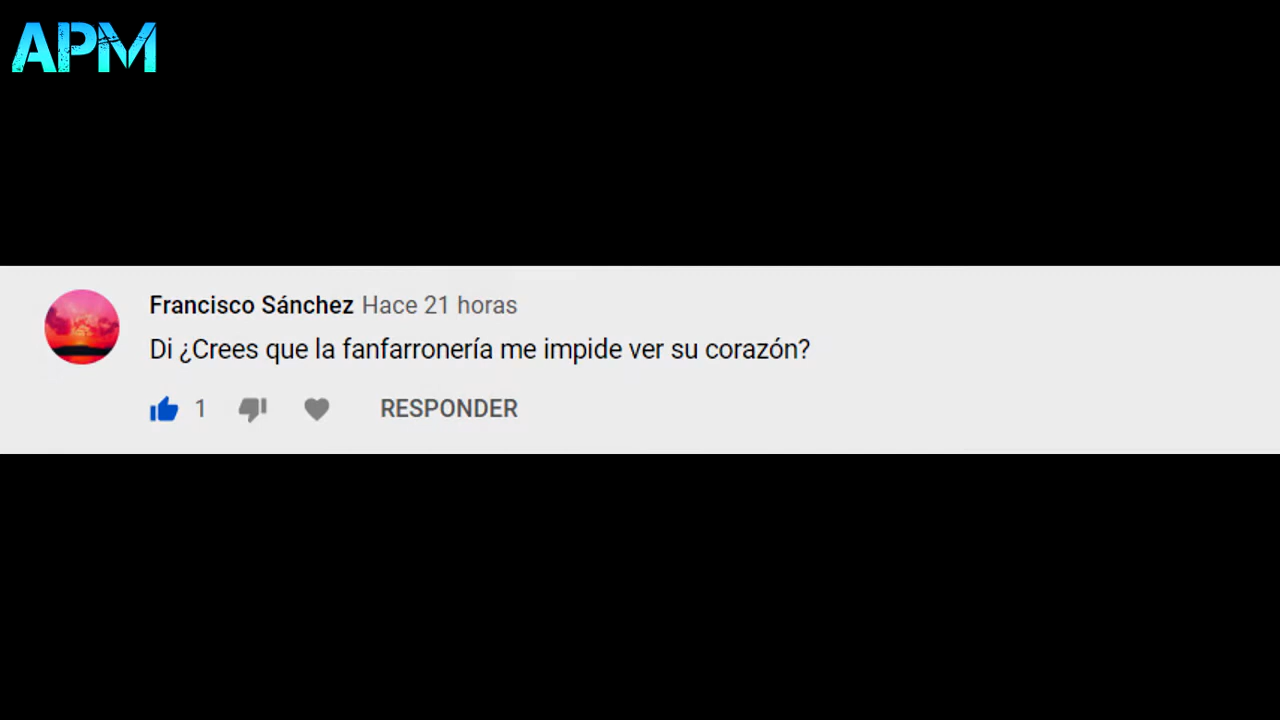 APM
Francisco Sánchez Hace 21 horas
Di ¿Crees que la fanfarronería me impide ver su corazón?
1 RESPONDER